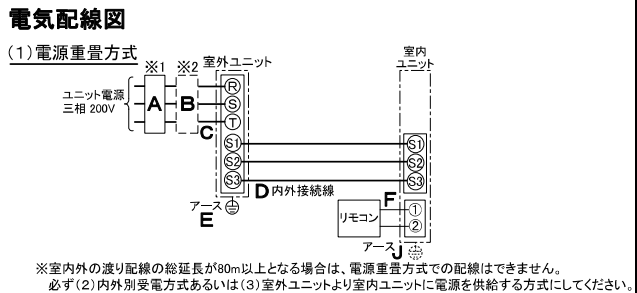 電気配線図
(1)電源重畳方式
※1
※2
室外ユニット
室内
ユニット
ユニット電源
三相 200V
A
B
C
R
S
T
S1
S2
S3
S1
S2
S3
D 内外接続線
アース
E
F
リモコン
①
②
アース J
※室内外の渡り配線の総延長が80m以上となる場合は、電源重畳方式での配線はできません。
必ず(2)内外別受電方式あるいは(3)室外ユニットより室内ユニットに電源を供給する方式にしてください。